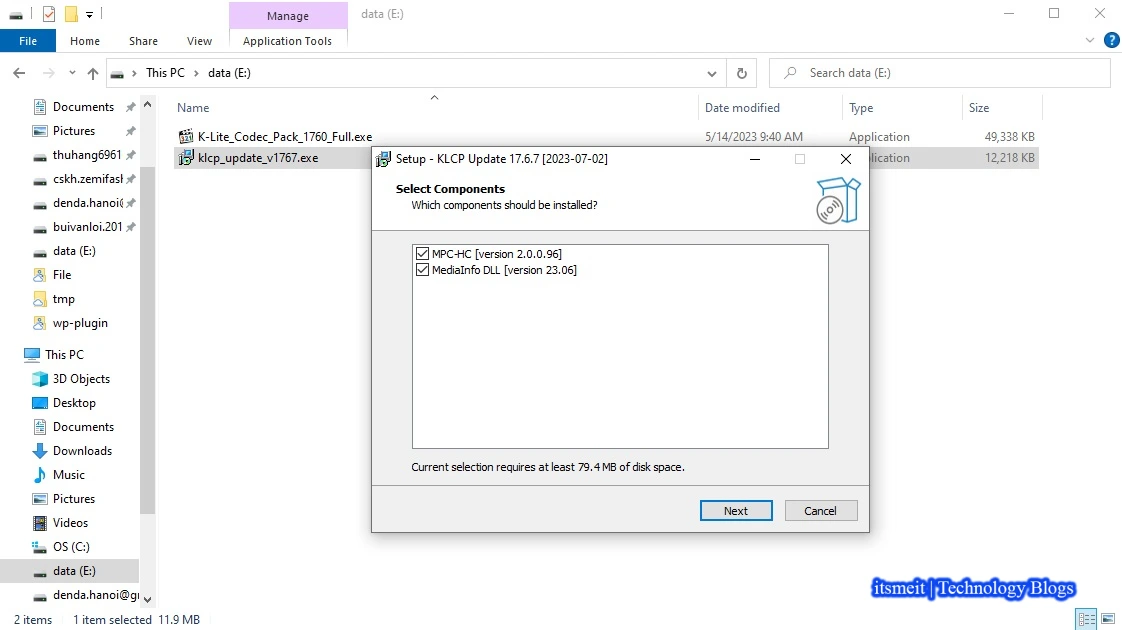 Manage
data (E:)
File
Home
Share
View
Application Tools
?
This PC
data (E:)
Search data (E:)
Documents
Pictures
thuhang6961
cskh.zemifash
denda.hanoi@
buivanloi.201
data (E:)
File
tmp
wp-plugin
This PC
3D Objects
Desktop
Documents
Downloads
Music
Pictures
Videos
OS (C:)
data (E:)
denda.hanoi@gr
Name
Date modified
Type
Size
K-Lite_Codec_Pack_1760_Full.exe
5/14/2023 9:40 AM
Application
49,338 KB
klcp_update_v1767.exe
plication
12,218 KB
Setup - KLCP Update 17.6.7 [2023-07-02]
Select Components
Which components should be installed?
MPC-HC [version 2.0.0.96]
MediaInfo DLL [version 23.06]
Current selection requires at least 79.4 MB of disk space.
Next
Cancel
itsmeit | Technology Blogs
2 items
1 item selected 11.9 MB